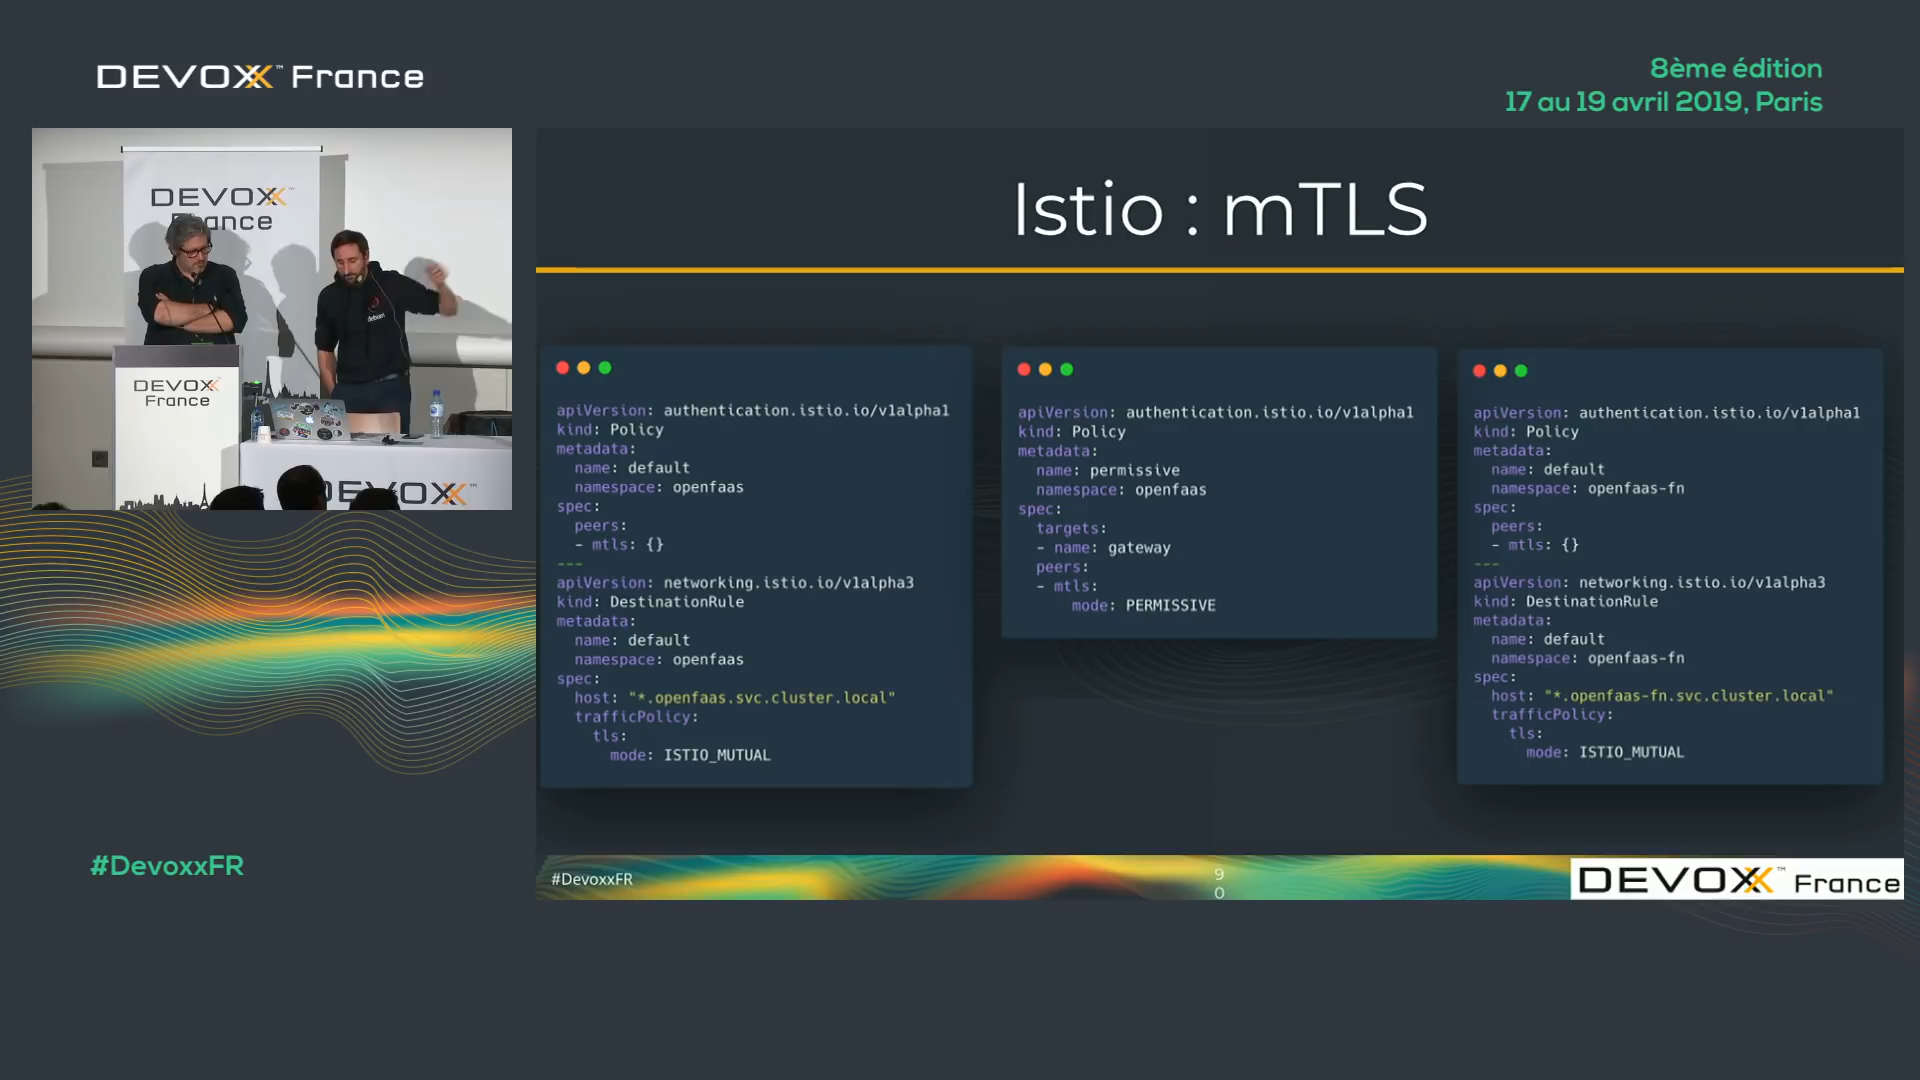 DEVOXX™ France
8ème édition
17 au 19 avril 2019, Paris
DEVOXX™
France
debian
DEVOXX
France
DEVOXX™
Istio : mTLS
apiVersion: authentication.istio.io/v1alpha1
kind: Policy
metadata:
  name: default
  namespace: openfaas
spec:
  peers:
  - mtls: {}
---
apiVersion: networking.istio.io/v1alpha3
kind: DestinationRule
metadata:
  name: default
  namespace: openfaas
spec:
  host: "*.openfaas.svc.cluster.local"
  trafficPolicy:
    tls:
      mode: ISTIO_MUTUAL
apiVersion: authentication.istio.io/v1alpha1
kind: Policy
metadata:
  name: permissive
  namespace: openfaas
spec:
  targets:
  - name: gateway
  peers:
  - mtls:
      mode: PERMISSIVE
apiVersion: authentication.istio.io/v1alpha1
kind: Policy
metadata:
  name: default
  namespace: openfaas-fn
spec:
  peers:
  - mtls: {}
---
apiVersion: networking.istio.io/v1alpha3
kind: DestinationRule
metadata:
  name: default
  namespace: openfaas-fn
spec:
  host: "*.openfaas-fn.svc.cluster.local"
  trafficPolicy:
    tls:
      mode: ISTIO_MUTUAL
#DevoxxFR
#DevoxxFR
9
0
DEVOXX™ France